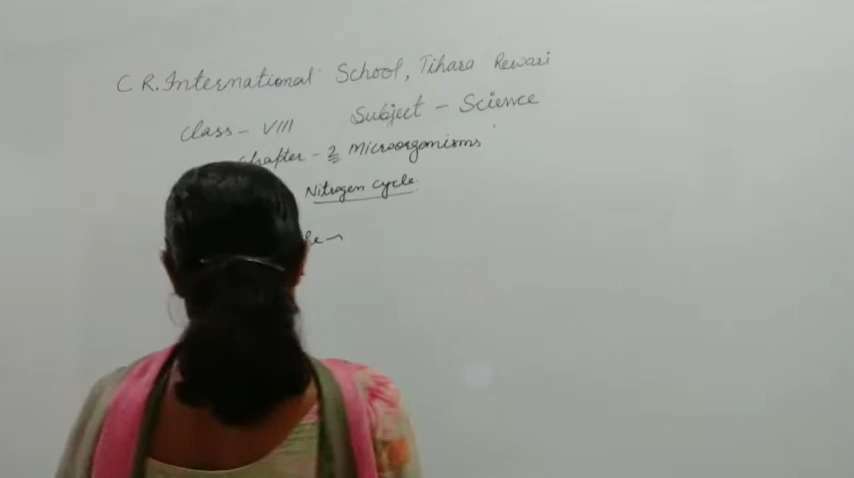 C R. International School, Tihara Rewari
Class - VIII Subject - Science
Chapter - 2 Microorganisms
Nitrogen Cycle